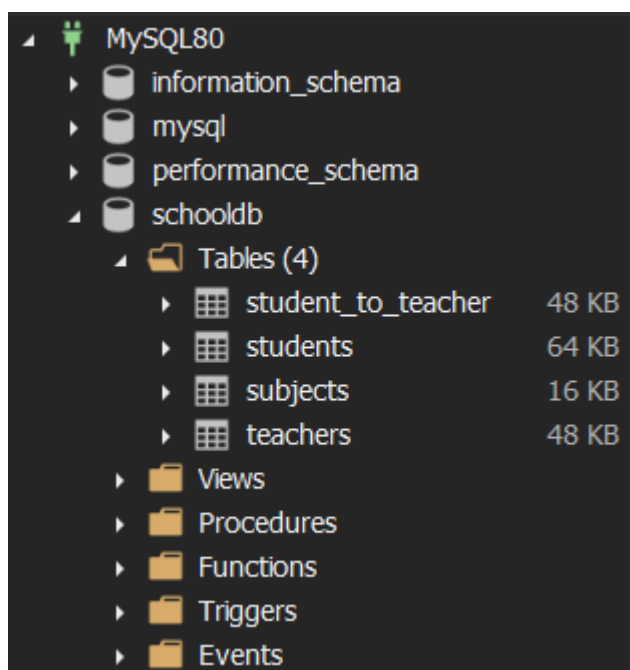 MySQL80
information_schema
mysql
performance_schema
schooldb
Tables (4)
student_to_teacher 48 KB
students 64 KB
subjects 16 KB
teachers 48 KB
Views
Procedures
Functions
Triggers
Events